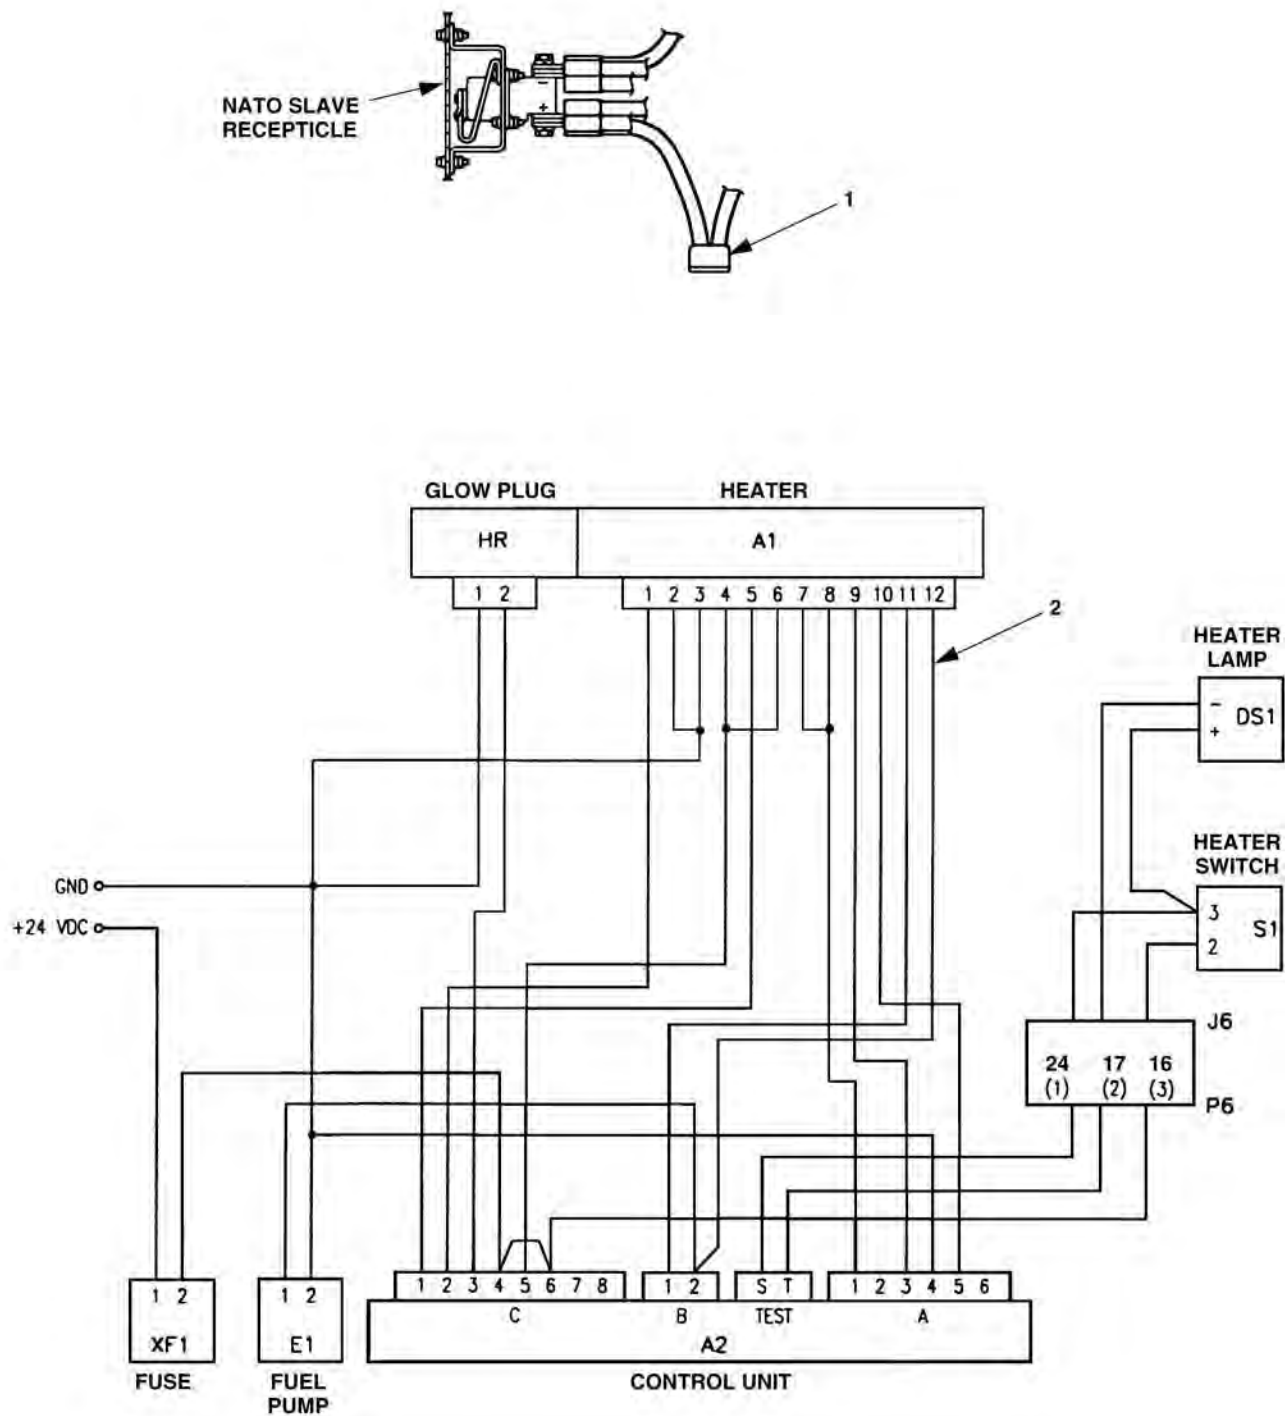 NATO SLAVE
RECEPTICLE
-
+
1
GLOW PLUG
HEATER
HR
A1
1 2
1 2 3 4 5 6 7 8 9 10 11 12
2
HEATER
LAMP
-
DS1
+
HEATER
SWITCH
3
S1
2
GND
+24 VDC
J6
24 17 16
(1) (2) (3)
P6
1 2
XF1
FUSE
1 2
E1
FUEL
PUMP
1 2 3 4 5 6 7 8
C
1 2
B
S T
TEST
1 2 3 4 5 6
A
A2
CONTROL UNIT